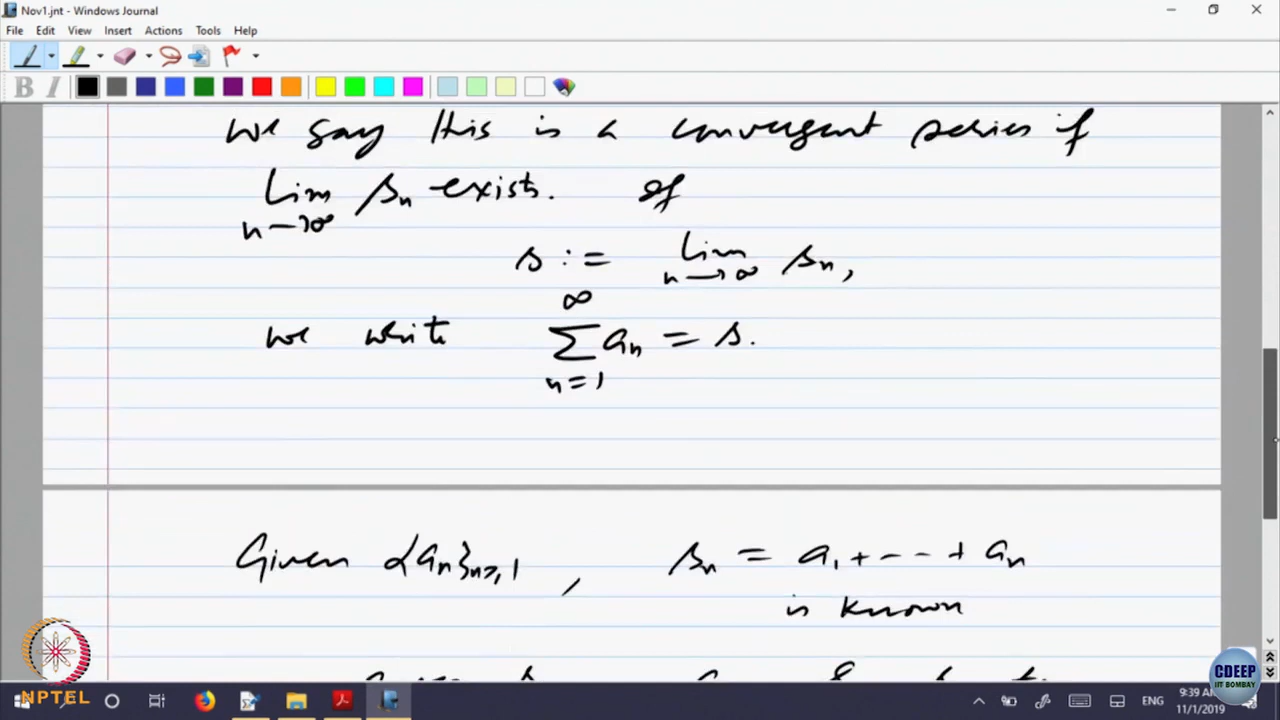 Nov1.jnt - Windows Journal
File Edit View Insert Actions Tools Help
B I
We say this is a convergent series if
lim sₙ exists. If
n→∞
s := lim sₙ,
n→∞
we write ∑ₙ₌₁^∞ aₙ = s.
Given {aₙ}ₙ≥₁, sₙ = a₁ + --- + aₙ
is known
NPTEL
CDEEP
IIT BOMBAY
ENG
9:39 AM
11/1/2019